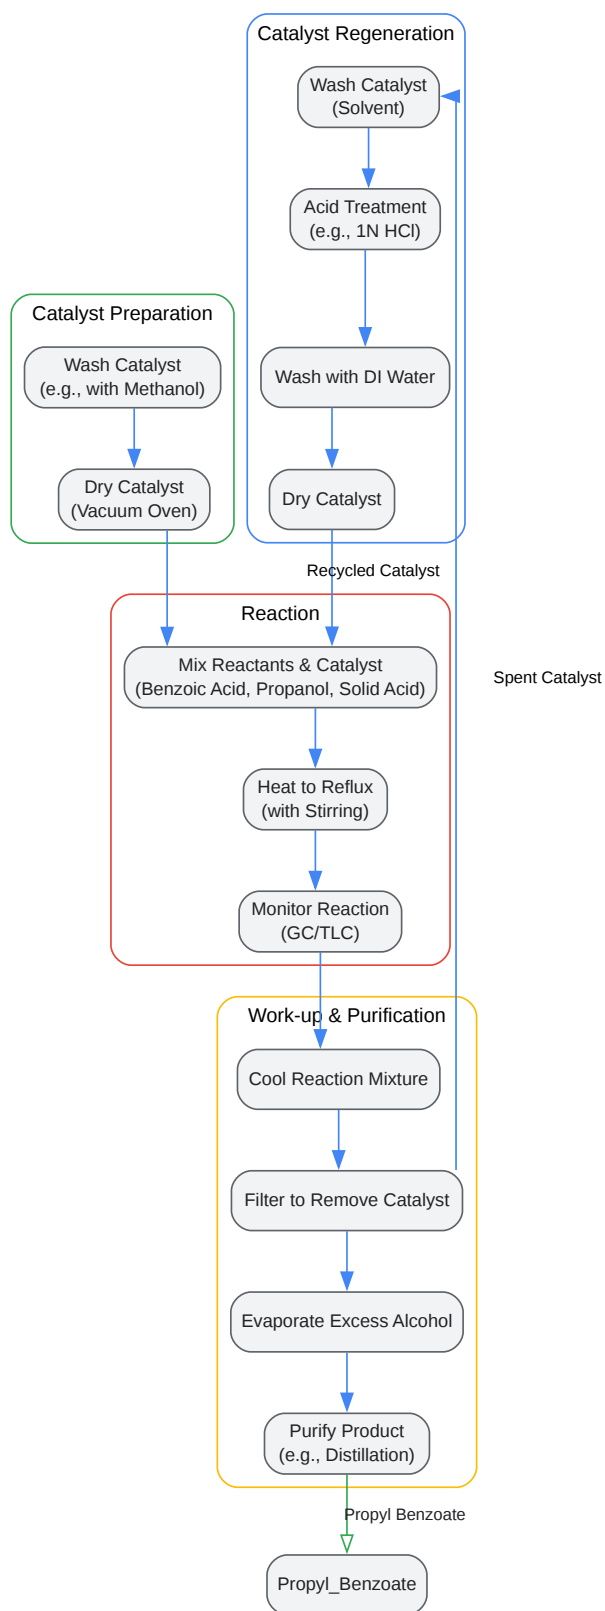 Catalyst Regeneration
Wash Catalyst
(Solvent)
Acid Treatment
(e.g., 1N HCl)
Catalyst Preparation
Wash Catalyst
(e.g., with Methanol)
Wash with DI Water
Dry Catalyst
(Vacuum Oven)
Dry Catalyst
Recycled Catalyst
Reaction
Mix Reactants & Catalyst
(Benzoic Acid, Propanol, Solid Acid)
Spent Catalyst
Heat to Reflux
(with Stirring)
Monitor Reaction
(GC/TLC)
Work-up & Purification
Cool Reaction Mixture
Filter to Remove Catalyst
Evaporate Excess Alcohol
Purify Product
(e.g., Distillation)
Propyl Benzoate
Propyl_Benzoate